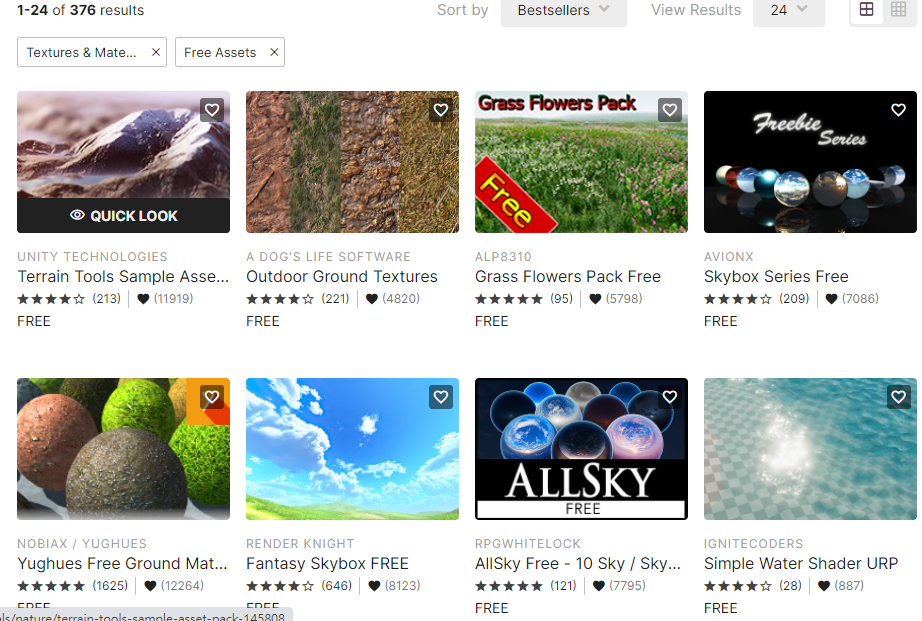 1-24 of 376 results
Sort by
Bestsellers
View Results
24
Textures & Mate... ×
Free Assets ×
QUICK LOOK
UNITY TECHNOLOGIES
Terrain Tools Sample Asse...
(213) (11919)
FREE
A DOG'S LIFE SOFTWARE
Outdoor Ground Textures
(221) (4820)
FREE
Grass Flowers Pack
Free
ALP8310
Grass Flowers Pack Free
(95) (5798)
FREE
Freebie
Series
AVIONX
Skybox Series Free
(209) (7086)
FREE
NOBIAX / YUGHUES
Yughues Free Ground Mat...
(1625) (12264)
FREE
RENDER KNIGHT
Fantasy Skybox FREE
(646) (8123)
FREE
ALLSKY
FREE
RPGWHITELOCK
AllSky Free - 10 Sky / Sky...
(121) (7795)
FREE
IGNITECODERS
Simple Water Shader URP
(28) (887)
FREE
als/nature/terrain-tools-sample-asset-pack-145808